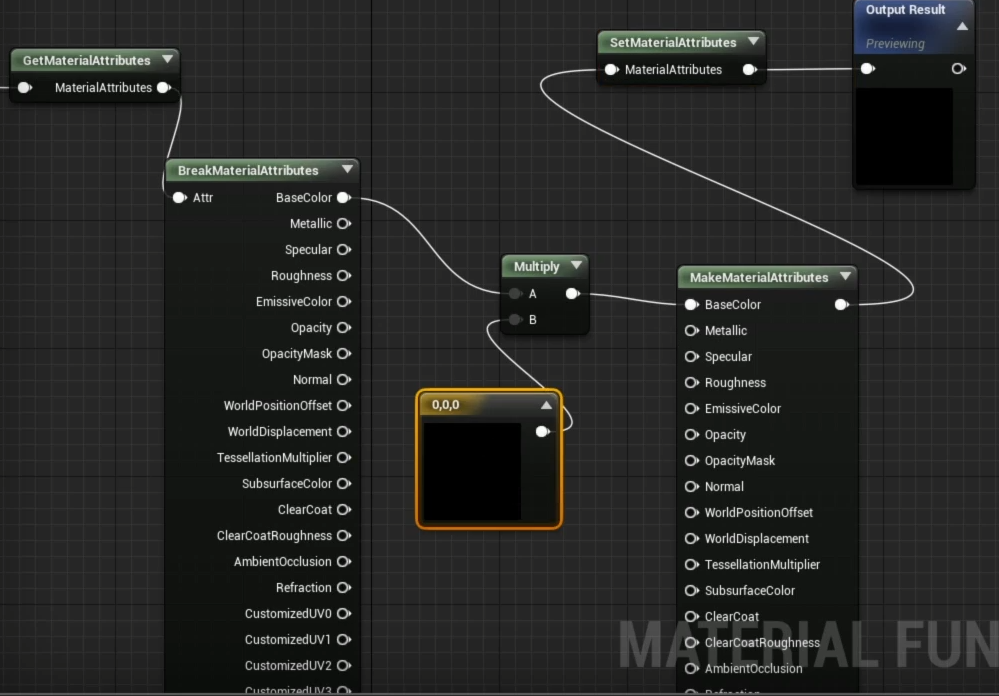 GetMaterialAttributes
MaterialAttributes
BreakMaterialAttributes
Attr
BaseColor
Metallic
Specular
Roughness
EmissiveColor
Opacity
OpacityMask
Normal
WorldPositionOffset
WorldDisplacement
TessellationMultiplier
SubsurfaceColor
ClearCoat
ClearCoatRoughness
AmbientOcclusion
Refraction
CustomizedUV0
CustomizedUV1
CustomizedUV2
CustomizedUV3
Multiply
A
B
0,0,0
SetMaterialAttributes
MaterialAttributes
Output Result
Previewing
MakeMaterialAttributes
BaseColor
Metallic
Specular
Roughness
EmissiveColor
Opacity
OpacityMask
Normal
WorldPositionOffset
WorldDisplacement
TessellationMultiplier
SubsurfaceColor
ClearCoat
ClearCoatRoughness
AmbientOcclusion
Refraction
MATERIAL FUN